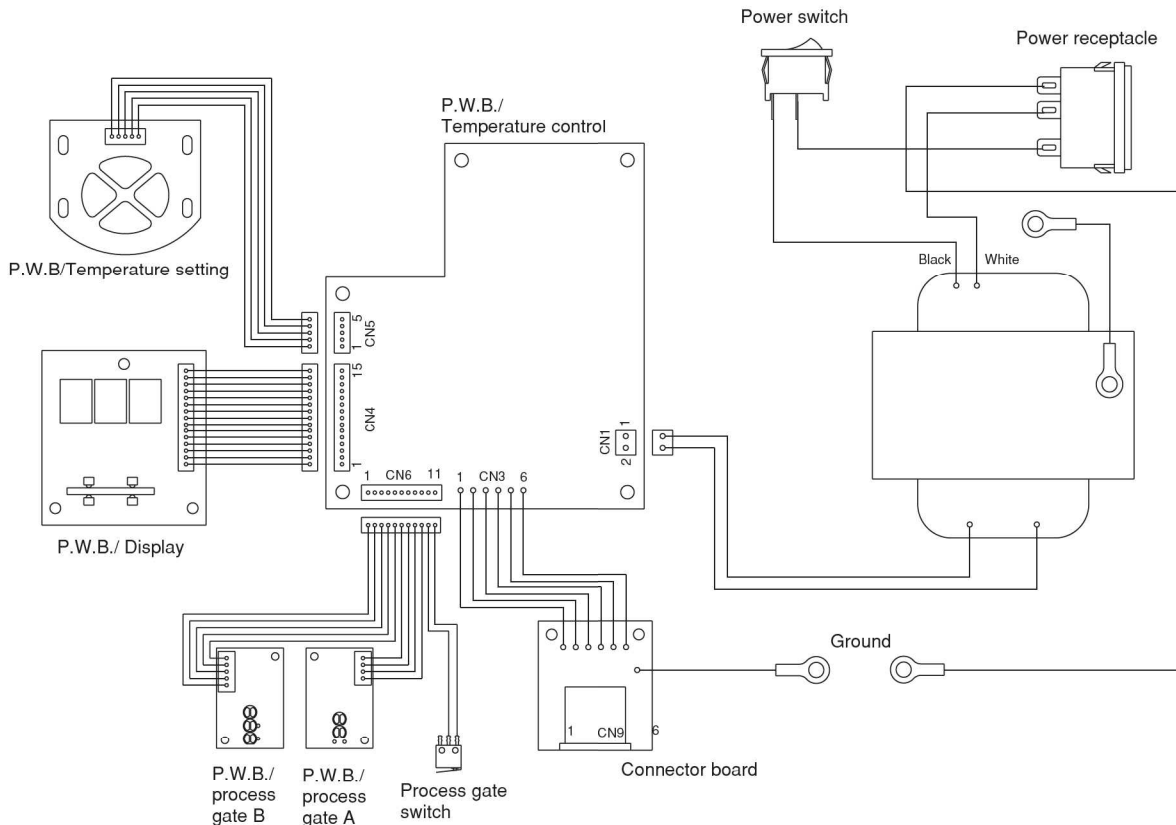 Power switch
Power receptacle
P.W.B./
Temperature control
P.W.B/Temperature setting
Black
White
5
CN5
1
15
CN4
1
1
CN1
2
1
CN6
11
1
CN3
6
P.W.B./ Display
Ground
1
CN9
6
Connector board
P.W.B./
process
gate B
P.W.B./
process
gate A
Process gate
switch